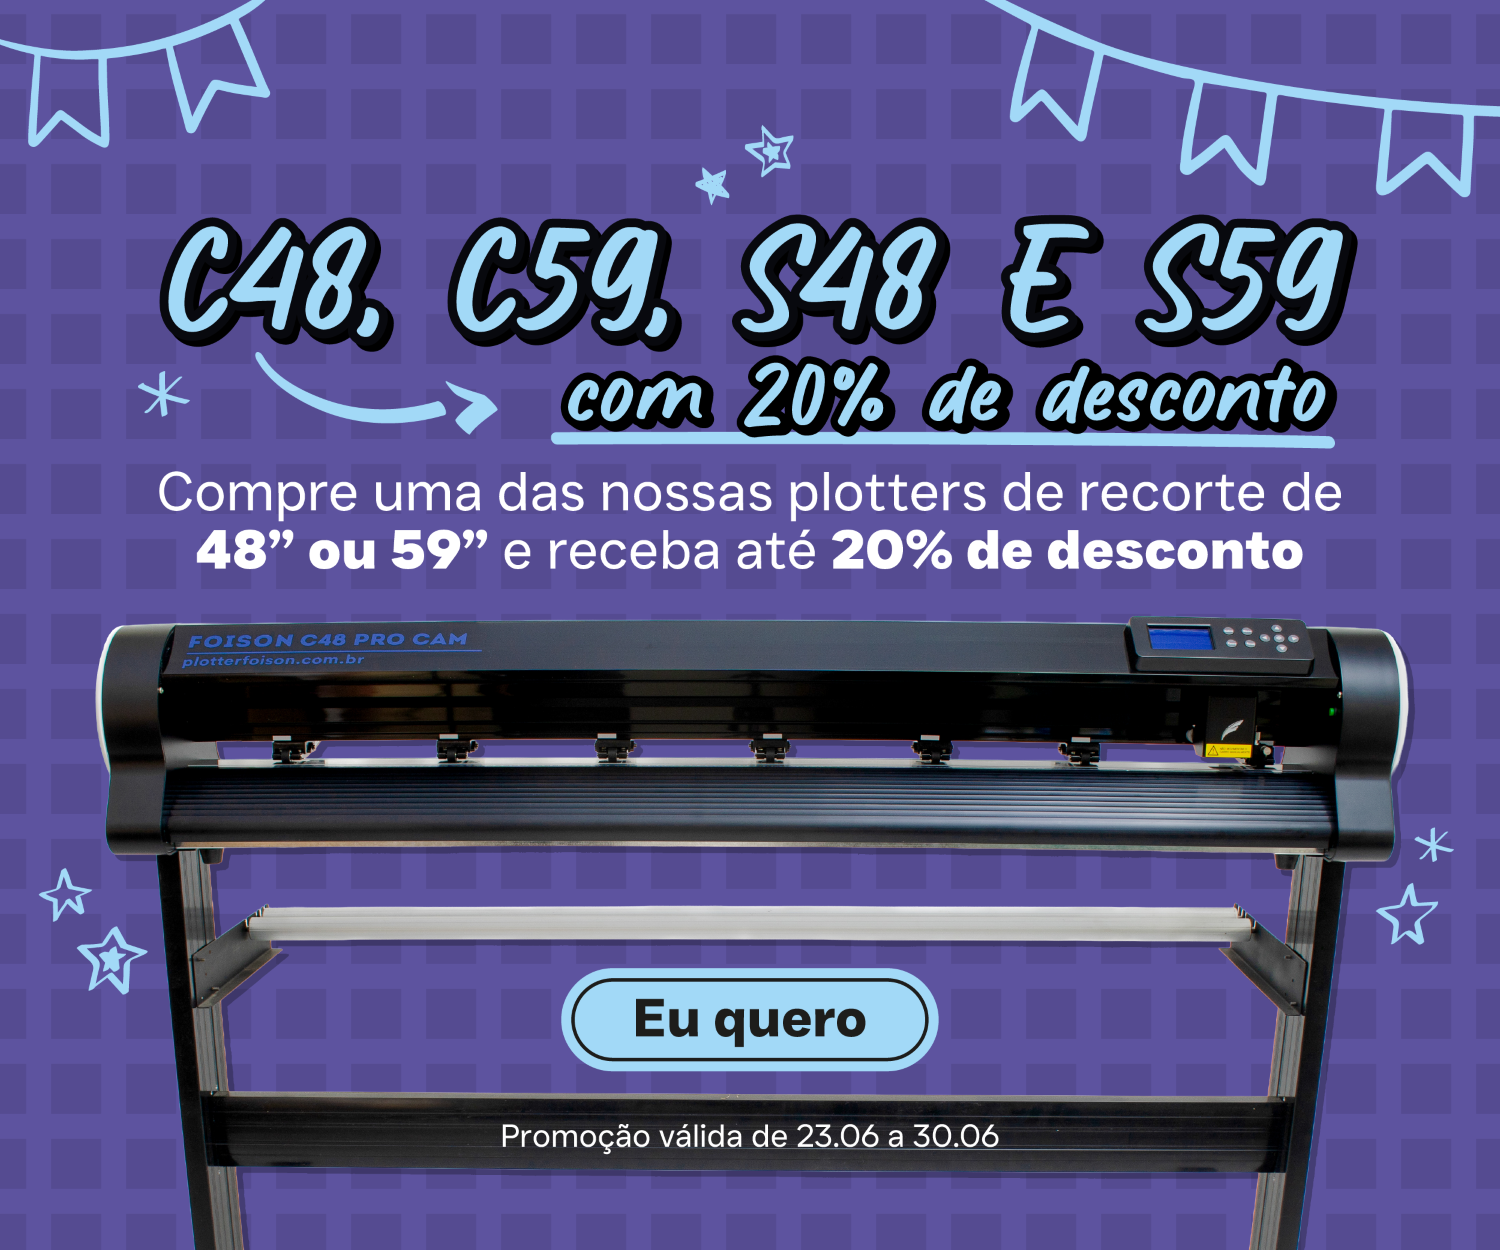 C48, C59, S48 E S59
com 20% de desconto
Compre uma das nossas plotters de recorte de
48” ou 59” e receba até 20% de desconto
FOISON C48 PRO CAM
plotterfoison.com.br
Eu quero
Promoção válida de 23.06 a 30.06